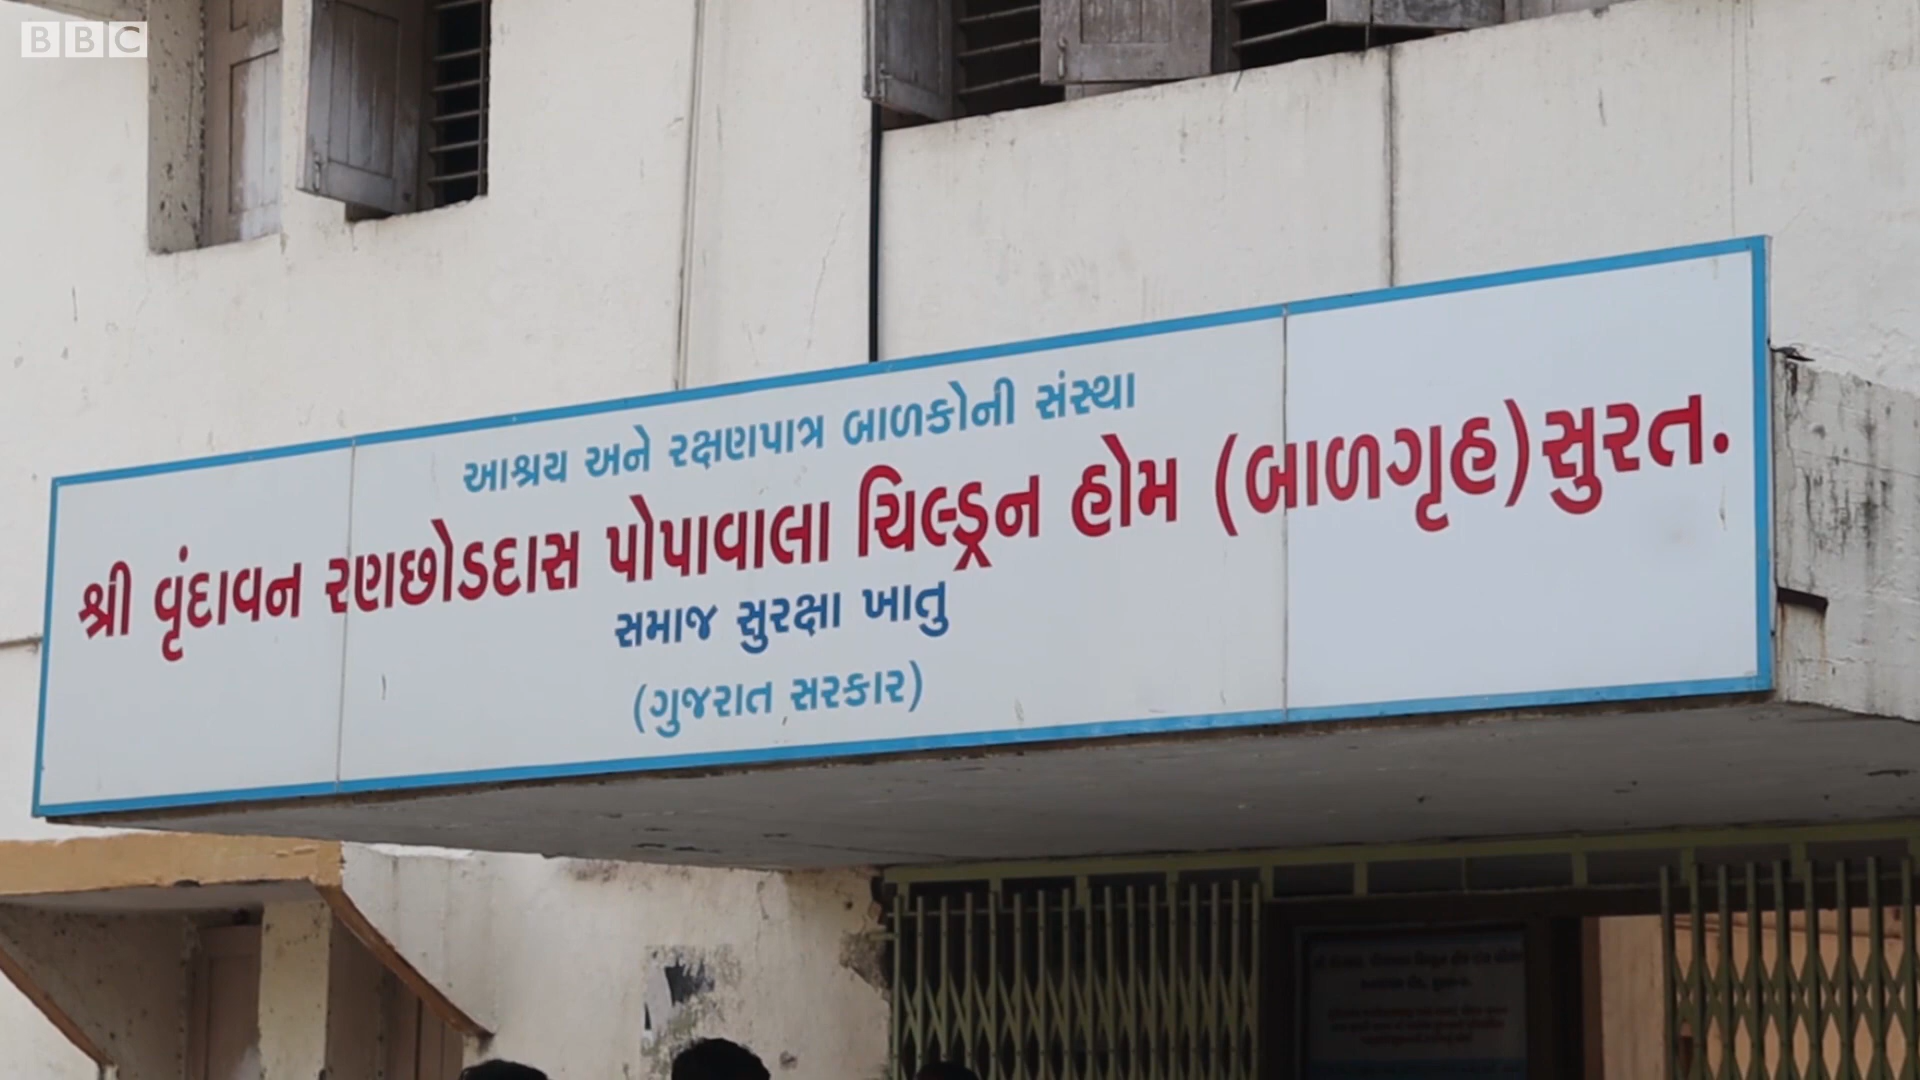 BBC
આશ્રય અને રક્ષણપાત્ર બાળકોની સંસ્થા
શ્રી વૃંદાવન રણછોડદાસ પોપાવાલા ચિલ્ડ્રન હોમ (બાળગૃહ) સુરત.
સમાજ સુરક્ષા ખાતુ
(ગુજરાત સરકાર)